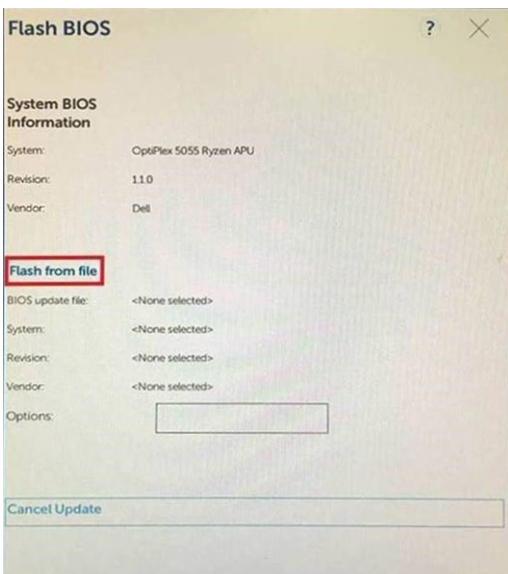 Flash BIOS
?
System BIOS
Information
System: OptiPlex 5055 Ryzen APU
Revision: 1.1.0
Vendor: Dell
Flash from file
BIOS update file: <None selected>
System: <None selected>
Revision: <None selected>
Vendor: <None selected>
Options:
Cancel Update